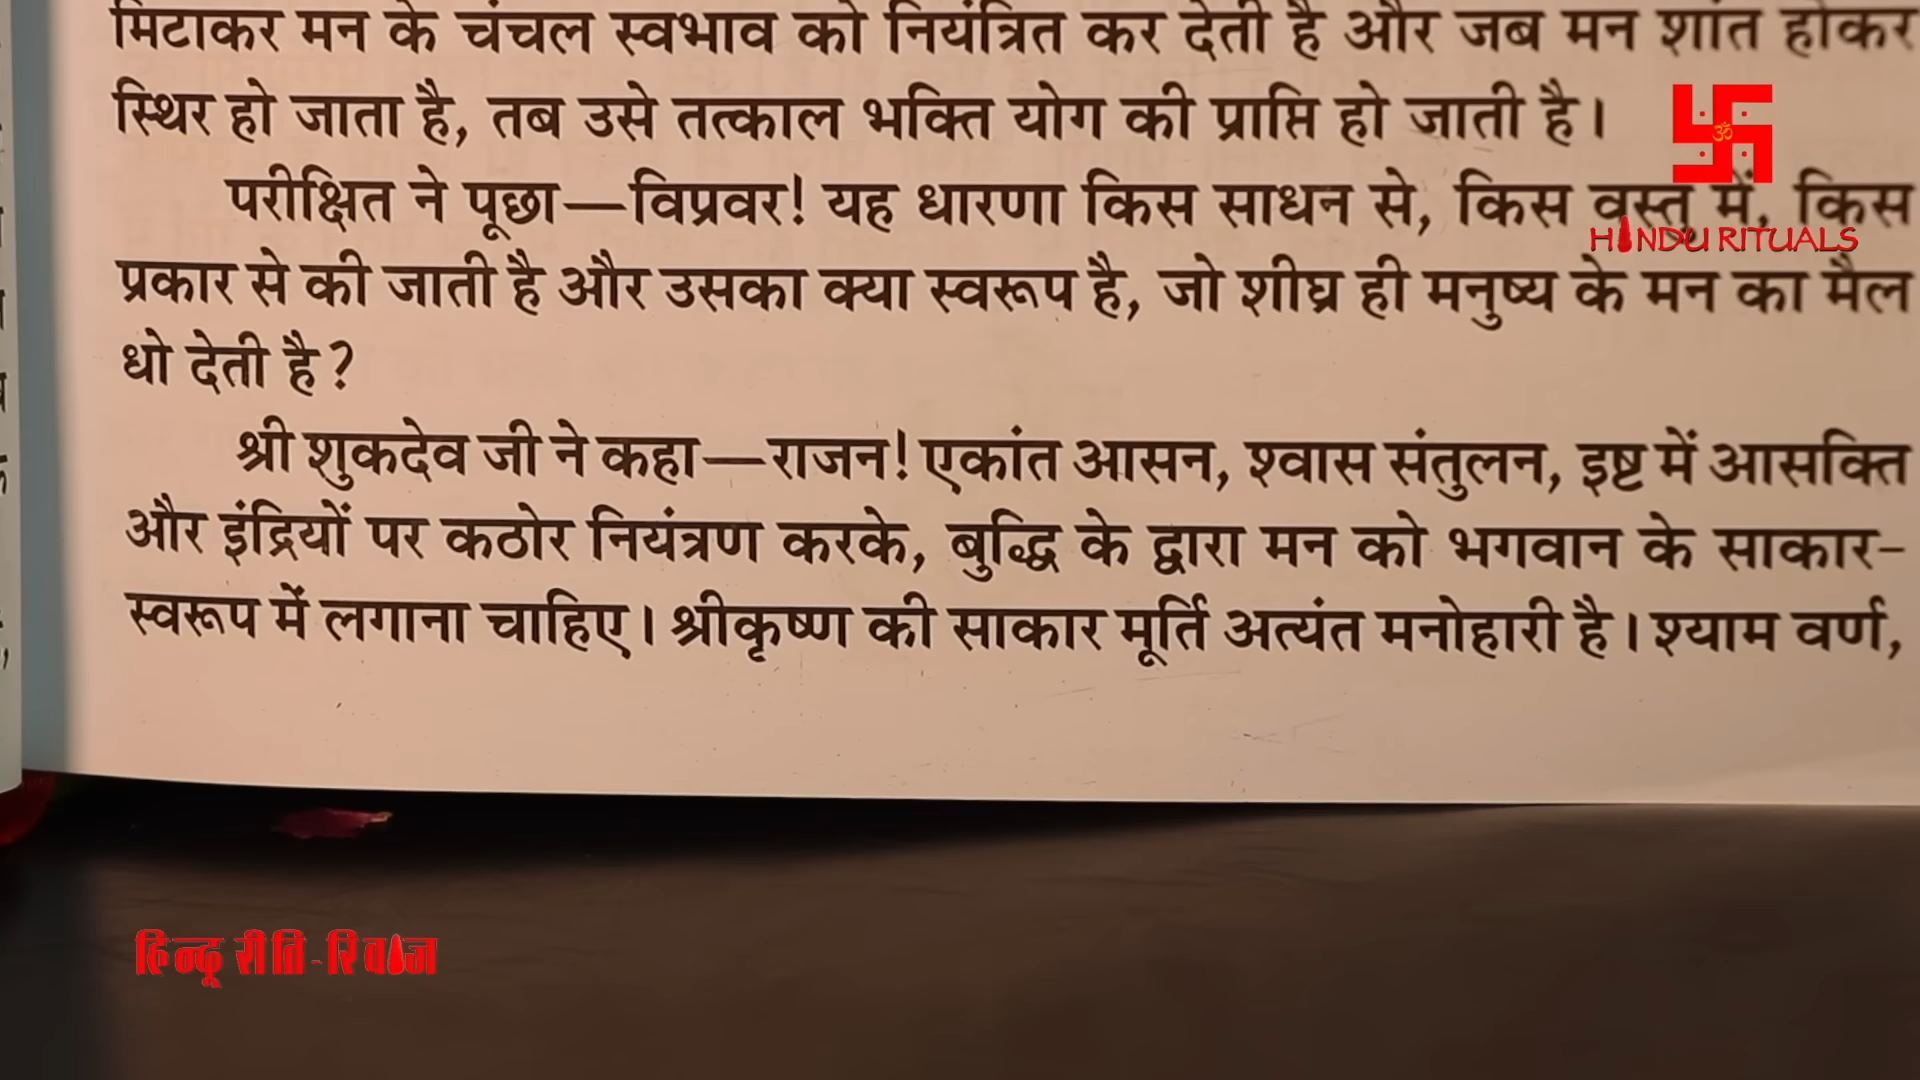 मिटाकर मन के चंचल स्वभाव को नियंत्रित कर देती है और जब मन शांत होकर
स्थिर हो जाता है, तब उसे तत्काल भक्ति योग की प्राप्ति हो जाती है।
ॐ
परीक्षित ने पूछा—विप्रवर! यह धारणा किस साधन से, किस वस्तु में, किस
HINDU RITUALS
प्रकार से की जाती है और उसका क्या स्वरूप है, जो शीघ्र ही मनुष्य के मन का मैल
धो देती है?
श्री शुकदेव जी ने कहा—राजन! एकांत आसन, श्वास संतुलन, इष्ट में आसक्ति
और इंद्रियों पर कठोर नियंत्रण करके, बुद्धि के द्वारा मन को भगवान के साकार-
स्वरूप में लगाना चाहिए। श्रीकृष्ण की साकार मूर्ति अत्यंत मनोहारी है। श्याम वर्ण,
हिन्दू रीति-रिवाज